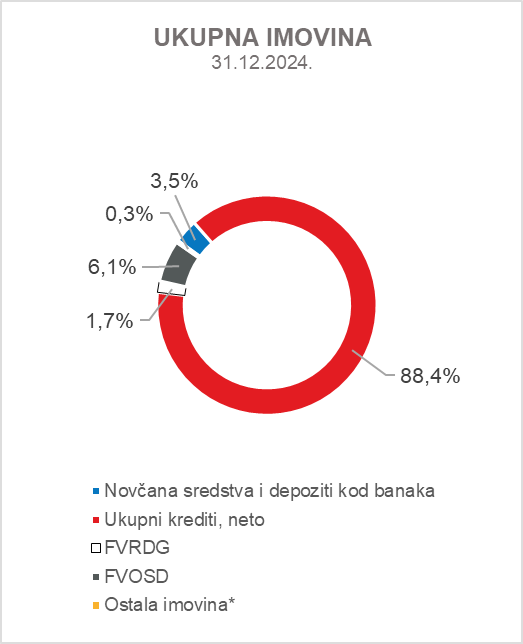 UKUPNA IMOVINA
31.12.2024.
3,5%
0,3%
6,1%
1,7%
88,4%
Novčana sredstva i depoziti kod banaka
Ukupni krediti, neto
FVRDG
FVOSD
Ostala imovina*